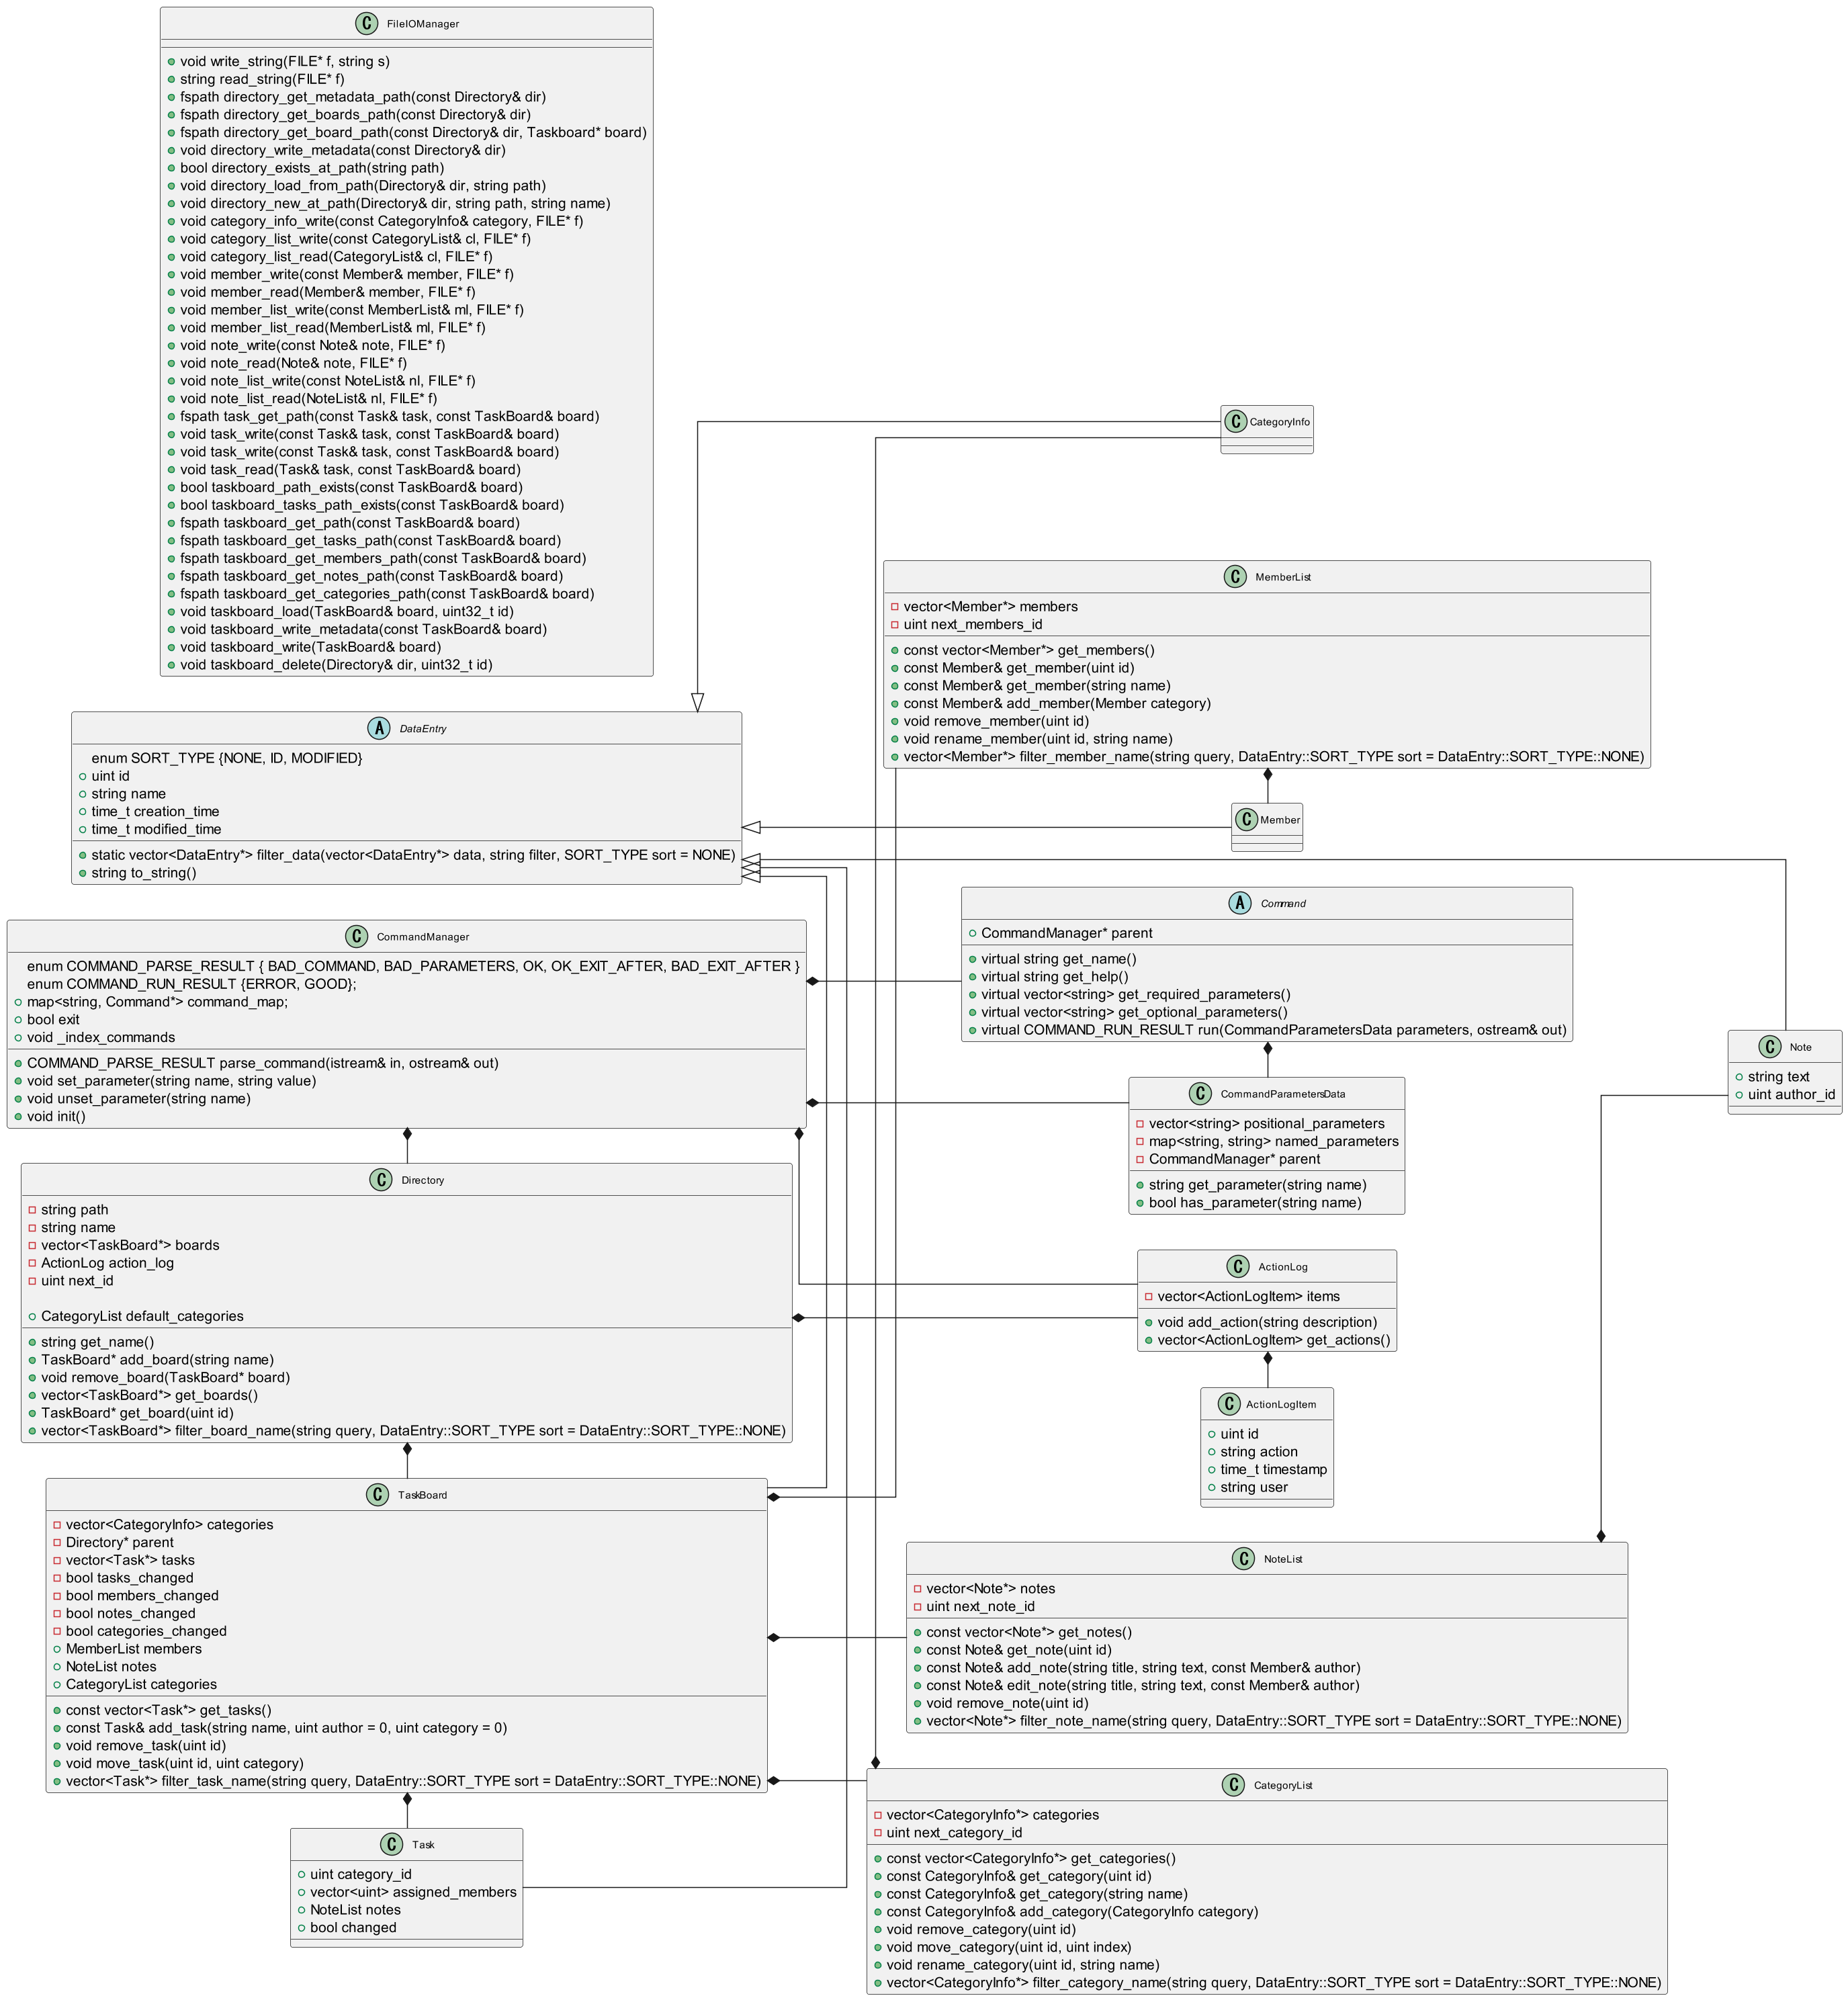 C FileIOManager
void write_string(FILE* f, string s)
string read_string(FILE* f)
fspath directory_get_metadata_path(const Directory& dir)
fspath directory_get_boards_path(const Directory& dir)
fspath directory_get_board_path(const Directory& dir, Taskboard* board)
void directory_write_metadata(const Directory& dir)
bool directory_exists_at_path(string path)
void directory_load_from_path(Directory& dir, string path)
void directory_new_at_path(Directory& dir, string path, string name)
void category_info_write(const CategoryInfo& category, FILE* f)
void category_list_write(const CategoryList& cl, FILE* f)
void category_list_read(CategoryList& cl, FILE* f)
void member_write(const Member& member, FILE* f)
void member_read(Member& member, FILE* f)
void member_list_write(const MemberList& ml, FILE* f)
void member_list_read(MemberList& ml, FILE* f)
void note_write(const Note& note, FILE* f)
void note_read(Note& note, FILE* f)
void note_list_write(const NoteList& nl, FILE* f)
void note_list_read(NoteList& nl, FILE* f)
fspath task_get_path(const Task& task, const TaskBoard& board)
void task_write(const Task& task, const TaskBoard& board)
void task_write(const Task& task, const TaskBoard& board)
void task_read(Task& task, const TaskBoard& board)
bool taskboard_path_exists(const TaskBoard& board)
bool taskboard_tasks_path_exists(const TaskBoard& board)
fspath taskboard_get_path(const TaskBoard& board)
fspath taskboard_get_tasks_path(const TaskBoard& board)
fspath taskboard_get_members_path(const TaskBoard& board)
fspath taskboard_get_notes_path(const TaskBoard& board)
fspath taskboard_get_categories_path(const TaskBoard& board)
void taskboard_load(TaskBoard& board, uint32_t id)
void taskboard_write_metadata(const TaskBoard& board)
void taskboard_write(TaskBoard& board)
void taskboard_delete(Directory& dir, uint32_t id)
C CategoryInfo
C MemberList
vector<Member*> members
uint next_members_id
const vector<Member*> get_members()
const Member& get_member(uint id)
const Member& get_member(string name)
const Member& add_member(Member category)
void remove_member(uint id)
void rename_member(uint id, string name)
vector<Member*> filter_member_name(string query, DataEntry::SORT_TYPE sort = DataEntry::SORT_TYPE::NONE)
A DataEntry
enum SORT_TYPE {NONE, ID, MODIFIED}
uint id
string name
time_t creation_time
time_t modified_time
static vector<DataEntry*> filter_data(vector<DataEntry*> data, string filter, SORT_TYPE sort = NONE)
string to_string()
C Member
C CommandManager
enum COMMAND_PARSE_RESULT { BAD_COMMAND, BAD_PARAMETERS, OK, OK_EXIT_AFTER, BAD_EXIT_AFTER }
enum COMMAND_RUN_RESULT {ERROR, GOOD};
map<string, Command*> command_map;
bool exit
void _index_commands
COMMAND_PARSE_RESULT parse_command(istream& in, ostream& out)
void set_parameter(string name, string value)
void unset_parameter(string name)
void init()
A Command
CommandManager* parent
virtual string get_name()
virtual string get_help()
virtual vector<string> get_required_parameters()
virtual vector<string> get_optional_parameters()
virtual COMMAND_RUN_RESULT run(CommandParametersData parameters, ostream& out)
C Note
string text
uint author_id
C CommandParametersData
vector<string> positional_parameters
map<string, string> named_parameters
CommandManager* parent
string get_parameter(string name)
bool has_parameter(string name)
C Directory
string path
string name
vector<TaskBoard*> boards
ActionLog action_log
uint next_id
CategoryList default_categories
string get_name()
TaskBoard* add_board(string name)
void remove_board(TaskBoard* board)
vector<TaskBoard*> get_boards()
TaskBoard* get_board(uint id)
vector<TaskBoard*> filter_board_name(string query, DataEntry::SORT_TYPE sort = DataEntry::SORT_TYPE::NONE)
C ActionLog
vector<ActionLogItem> items
void add_action(string description)
vector<ActionLogItem> get_actions()
C ActionLogItem
uint id
string action
time_t timestamp
string user
C TaskBoard
vector<CategoryInfo> categories
Directory* parent
vector<Task*> tasks
bool tasks_changed
bool members_changed
bool notes_changed
bool categories_changed
MemberList members
NoteList notes
CategoryList categories
const vector<Task*> get_tasks()
const Task& add_task(string name, uint author = 0, uint category = 0)
void remove_task(uint id)
void move_task(uint id, uint category)
vector<Task*> filter_task_name(string query, DataEntry::SORT_TYPE sort = DataEntry::SORT_TYPE::NONE)
C NoteList
vector<Note*> notes
uint next_note_id
const vector<Note*> get_notes()
const Note& get_note(uint id)
const Note& add_note(string title, string text, const Member& author)
const Note& edit_note(string title, string text, const Member& author)
void remove_note(uint id)
vector<Note*> filter_note_name(string query, DataEntry::SORT_TYPE sort = DataEntry::SORT_TYPE::NONE)
C Task
uint category_id
vector<uint> assigned_members
NoteList notes
bool changed
C CategoryList
vector<CategoryInfo*> categories
uint next_category_id
const vector<CategoryInfo*> get_categories()
const CategoryInfo& get_category(uint id)
const CategoryInfo& get_category(string name)
const CategoryInfo& add_category(CategoryInfo category)
void remove_category(uint id)
void move_category(uint id, uint index)
void rename_category(uint id, string name)
vector<CategoryInfo*> filter_category_name(string query, DataEntry::SORT_TYPE sort = DataEntry::SORT_TYPE::NONE)